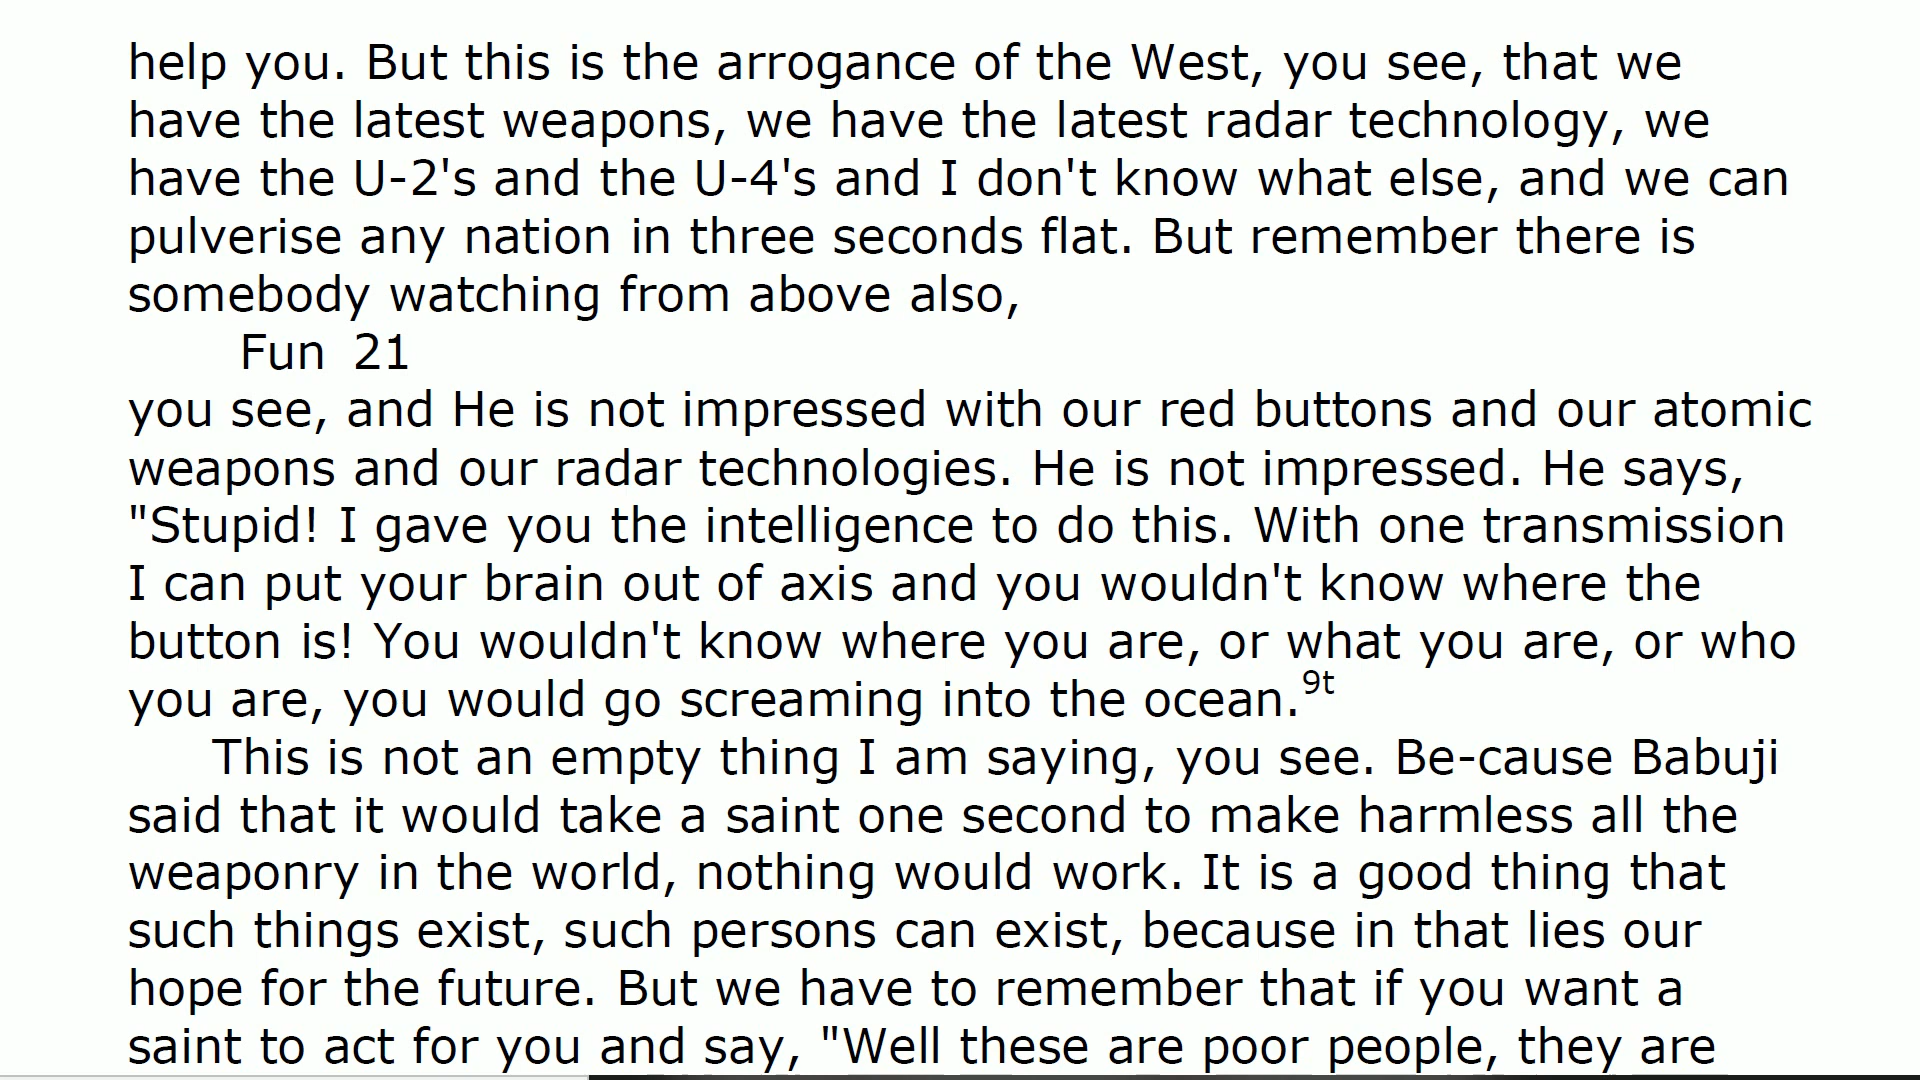 help you. But this is the arrogance of the West, you see, that we
have the latest weapons, we have the latest radar technology, we
have the U-2's and the U-4's and I don't know what else, and we can
pulverise any nation in three seconds flat. But remember there is
somebody watching from above also,
Fun 21
you see, and He is not impressed with our red buttons and our atomic
weapons and our radar technologies. He is not impressed. He says,
"Stupid! I gave you the intelligence to do this. With one transmission
I can put your brain out of axis and you wouldn't know where the
button is! You wouldn't know where you are, or what you are, or who
you are, you would go screaming into the ocean.9t
This is not an empty thing I am saying, you see. Be-cause Babuji
said that it would take a saint one second to make harmless all the
weaponry in the world, nothing would work. It is a good thing that
such things exist, such persons can exist, because in that lies our
hope for the future. But we have to remember that if you want a
saint to act for you and say, "Well these are poor people, they are